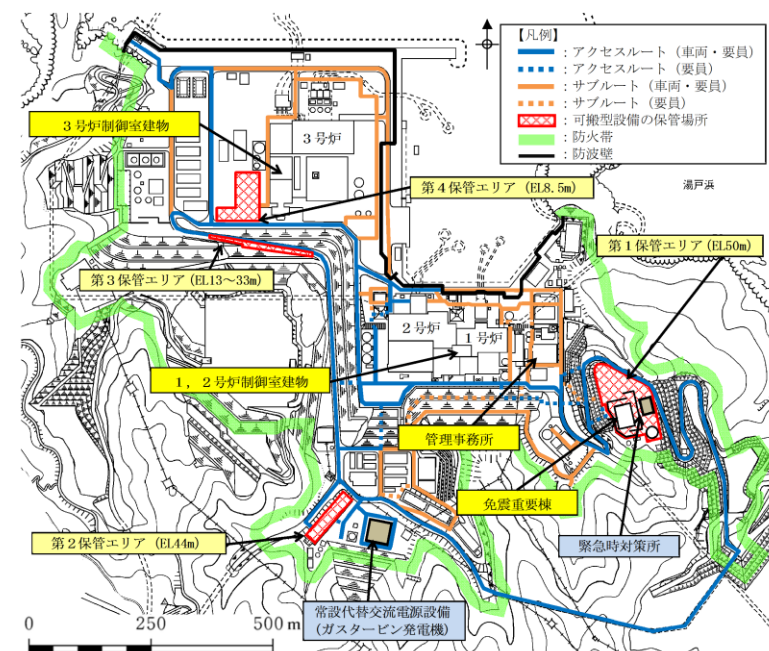 【凡例】
：アクセスルート（車両・要員）
：アクセスルート（要員）
：サブルート（車両・要員）
：サブルート（要員）
：可搬型設備の保管場所
：防火帯
：防波壁
3号炉制御室建物
3号炉
湯戸浜
第4保管エリア（EL8.5m）
第1保管エリア（EL50m）
第3保管エリア（EL13～33m）
2号炉
1号炉
1，2号炉制御室建物
管理事務所
免震重要棟
緊急時対策所
第2保管エリア（EL44m）
常設代替交流電源設備
（ガスタービン発電機）
0 250 500 m